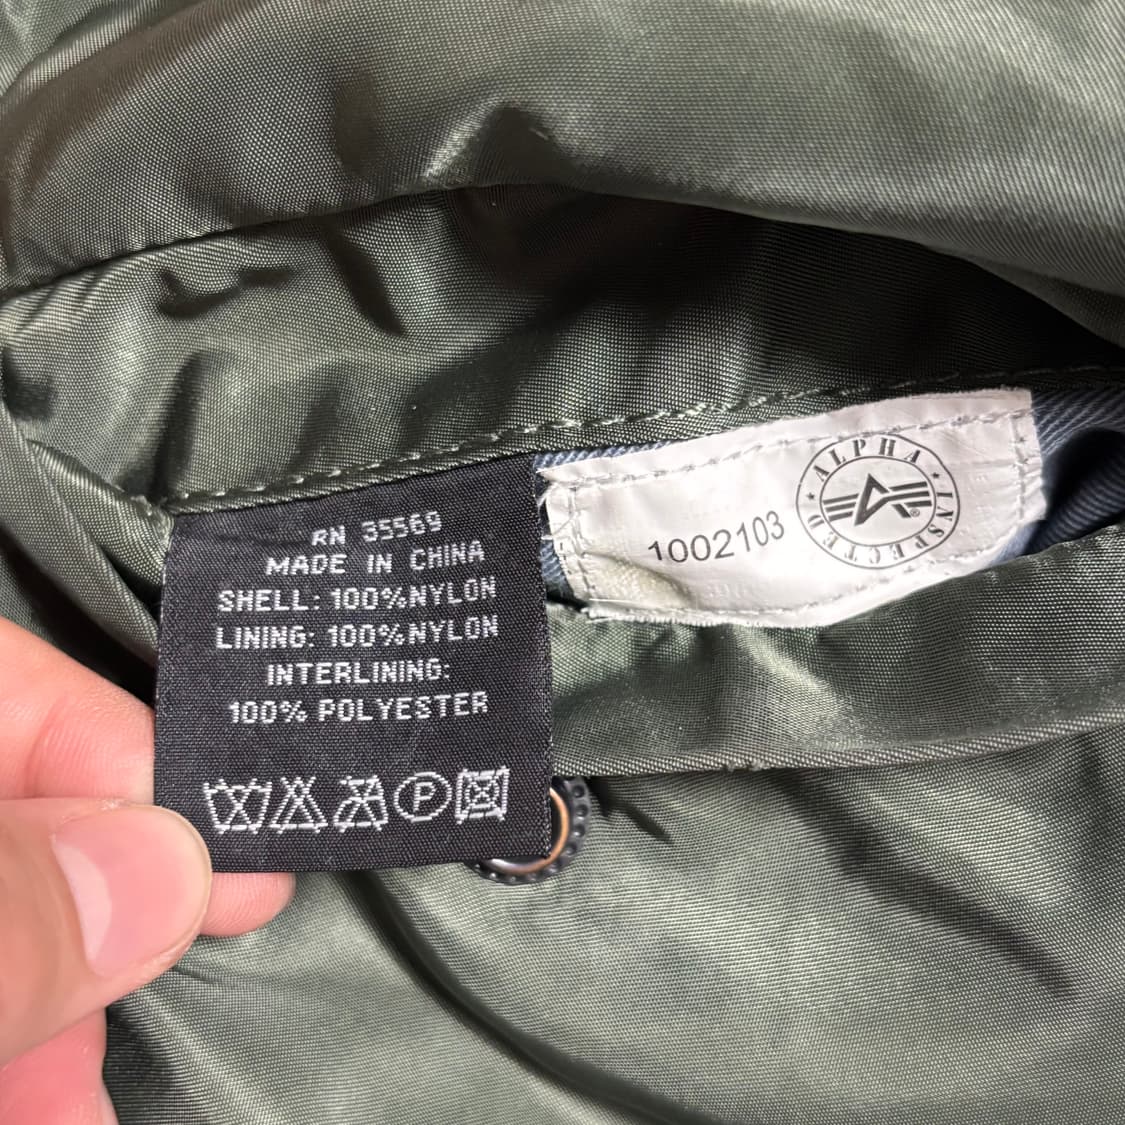 RN 35569
MADE IN CHINA
SHELL: 100%NYLON
LINING: 100%NYLON
INTERLINING:
100% POLYESTER
P
1002103
ALPHA INSPECTED
®